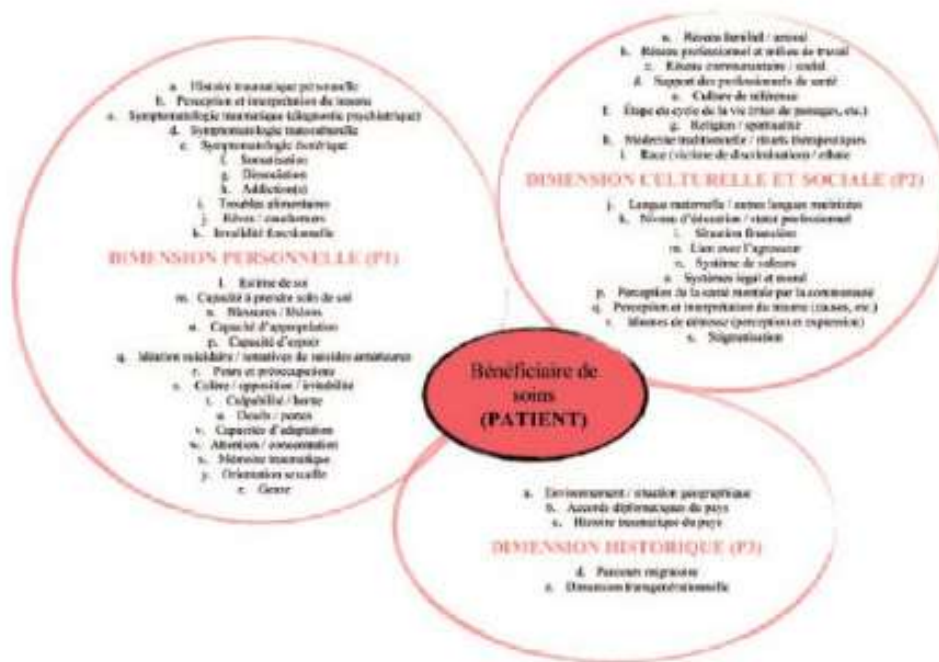 a. Histoire traumatique personnelle
b. Perception et interprétation du trauma
c. Symptomatologie traumatique (diagnostic psychiatrique)
d. Symptomatologie transculturelle
e. Symptomatologie
f. Somatisation
g. Dissociation
h. Addiction(s)
i. Troubles alimentaires
j. Rêves / cauchemars
k. Invalidité fonctionnelle
DIMENSION PERSONNELLE (P1)
l. Estime de soi
m. Capacité à prendre soin de soi
n. Blessures / lésions
o. Capacité d'appropriation
p. Capacité d'espoir
q. Idéation suicidaire / tentatives de suicides antérieures
r. Peurs et préoccupations
s. Colère / opposition / irritabilité
t. Culpabilité / honte
u. Deuils / pertes
v. Capacités d'adaptation
w. Attention / concentration
x. Mémoire traumatique
y. Orientation sexuelle
z. Genre
a. Réseau familial / amical
b. Réseau professionnel et milieu de travail
c. Réseau communautaire / social
d. Support des professionnels de santé
e. Culture de référence
f. Étape du cycle de la vie (rites de passages, etc.)
g. Religion / spiritualité
h. Médecine traditionnelle / rituels thérapeutiques
i. Race (victime de discrimination) / ethnie
DIMENSION CULTURELLE ET SOCIALE (P2)
j. Langue maternelle / autres langues maîtrisées
k. Niveau d'éducation / statut professionnel
l. Situation financière
m. Lien avec l'agresseur
n. Système de valeurs
o. Systèmes légal et moral
p. Perception de la santé mentale par la communauté
q. Perception et interprétation du trauma (causes, etc.)
r. Idiomes de détresse (perception et expression)
s. Stigmatisation
Bénéficiaire de
soins
(PATIENT)
a. Environnement / situation géographique
b. Accords diplomatiques du pays
c. Histoire traumatique du pays
DIMENSION HISTORIQUE (P3)
d. Parcours migratoire
e. Dimension transgénérationnelle